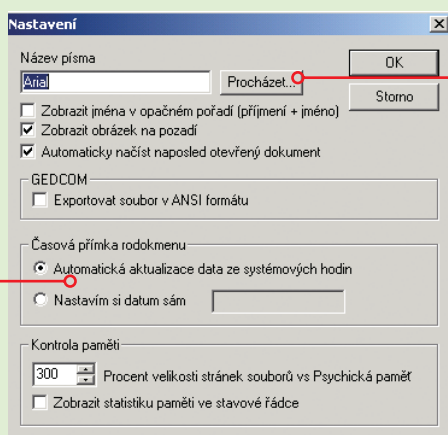 Nastavení
Název písma
Arial
Procházet...
OK
Storno
Zobrazit jména v opačném pořadí (příjmení + jméno)
Zobrazit obrázek na pozadí
Automaticky načíst naposled otevřený dokument
GEDCOM
Exportovat soubor v ANSI formátu
Časová přímka rodokmenu
Automatická aktualizace data ze systémových hodin
Nastavím si datum sám
Kontrola paměti
300
Procent velikosti stránek souborů vs Psychická paměť
Zobrazit statistiku paměti ve stavové řádce